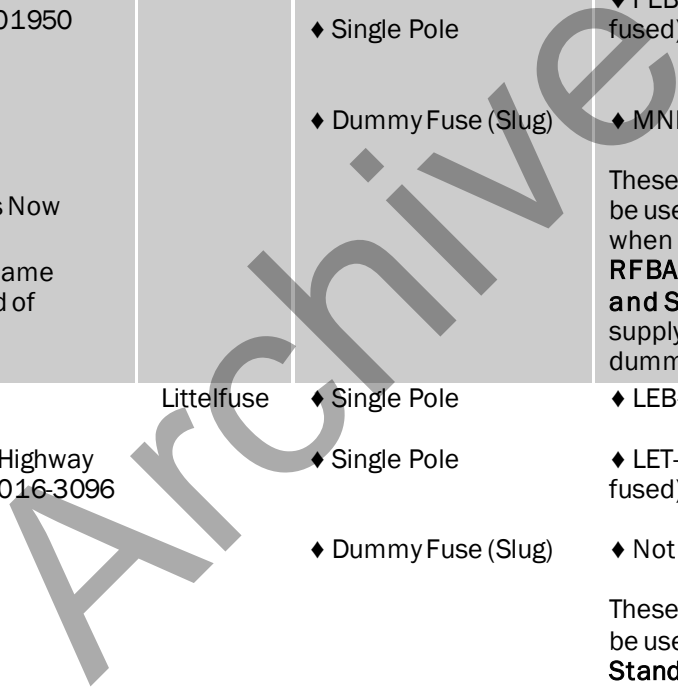 01950
♦ Single Pole
fused)
♦ Dummy Fuse (Slug)
♦ MN
These
s Now
be use
when
ame
RFBA
d of
and S
supply
dumm
Littelfuse
♦ Single Pole
♦ LEB-
Highway
♦ Single Pole
♦ LET-
016-3096
fused)
♦ Dummy Fuse (Slug)
♦ Not
These
be use
Stand
Archive